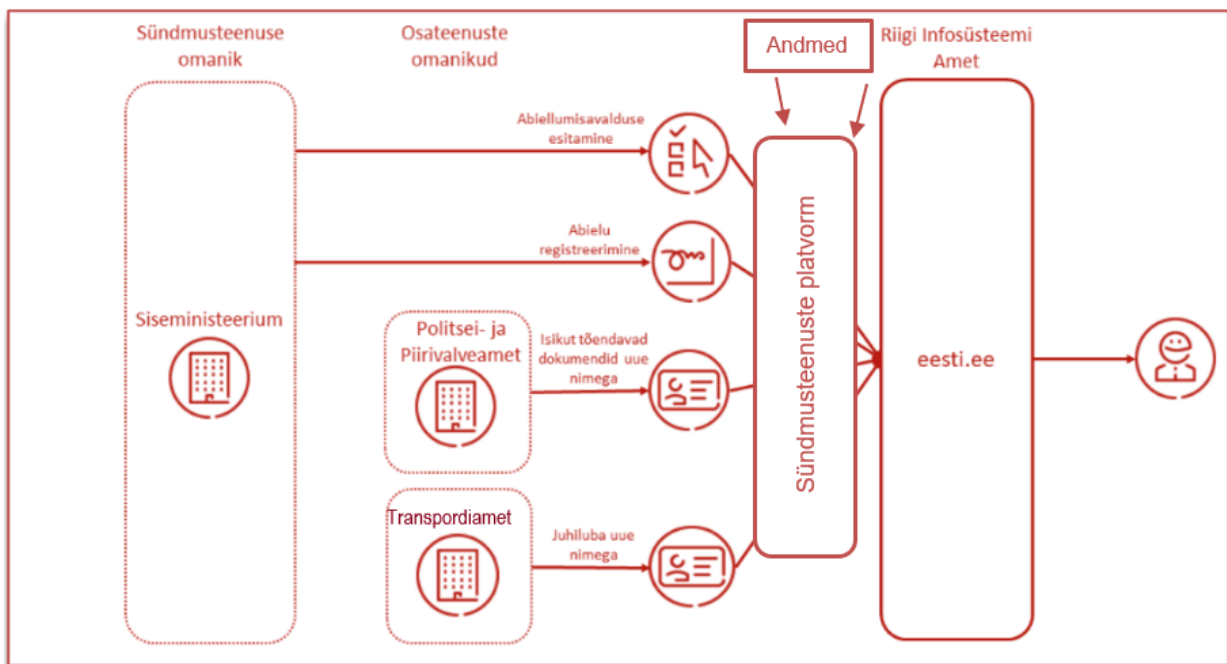 Sündmusteenuse
omanik
Osateenuste
omanikud
Andmed
Riigi Infosüsteemi
Amet
Abiellumisavalduse
esitamine
Abielu
registreerimine
Siseministeerium
Politsei- ja
Piirivalveamet
Isikut tõendavad
dokumendid uue
nimega
Transpordiamet
Juhiluba uue
nimega
Sündmusteenuste platvorm
eesti.ee